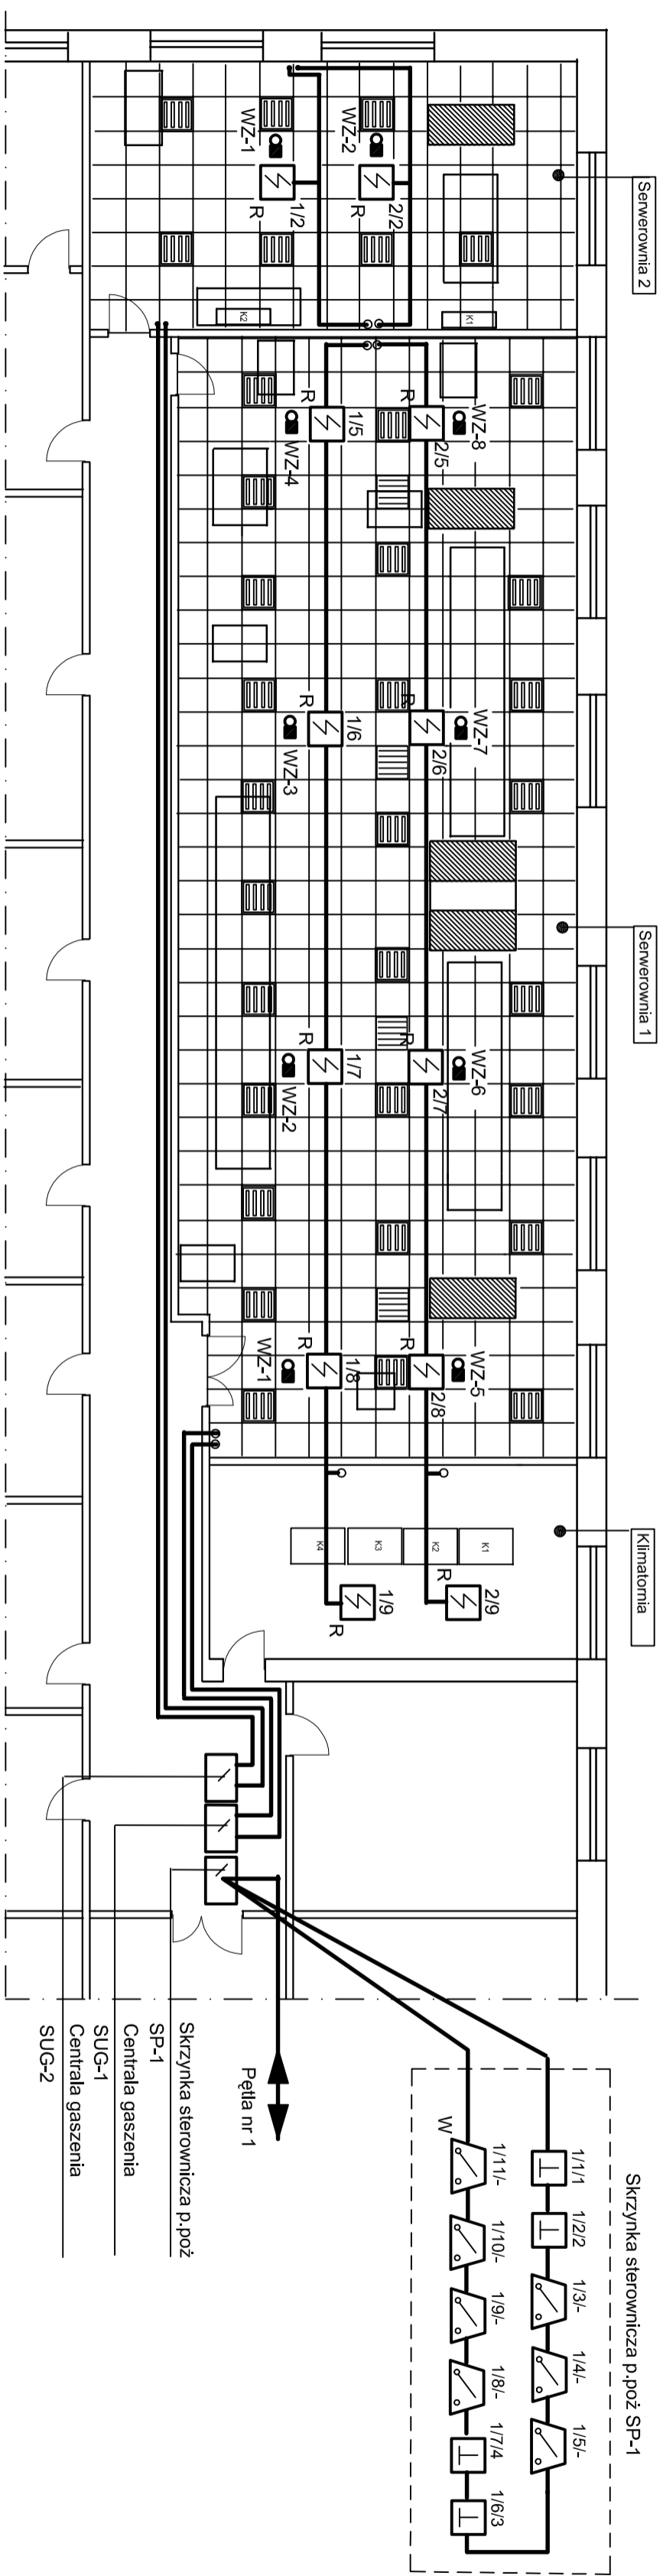 Serwerownia 2
WZ-1
WZ-2
1/2
2/2
R
R
K2
K1
Serwerownia 1
R
R
1/5
2/5
WZ-4
WZ-8
R
R
1/6
2/6
WZ-3
WZ-7
R
R
1/7
2/7
WZ-2
WZ-6
R
R
1/8
2/8
WZ-1
WZ-5
Klimatornia
K4
K3
K2
K1
R
1/9
2/9
R
Skrzynka sterownicza p.poż
SP-1
Centrala gaszenia
SUG-1
Centrala gaszenia
SUG-2
Pętla nr 1
Skrzynka sterownicza p.poż SP-1
1/1/1
1/2/2
1/3/-
1/4/-
1/5/-
W
1/11/-
1/10/-
1/9/-
1/8/-
1/7/4
1/6/3